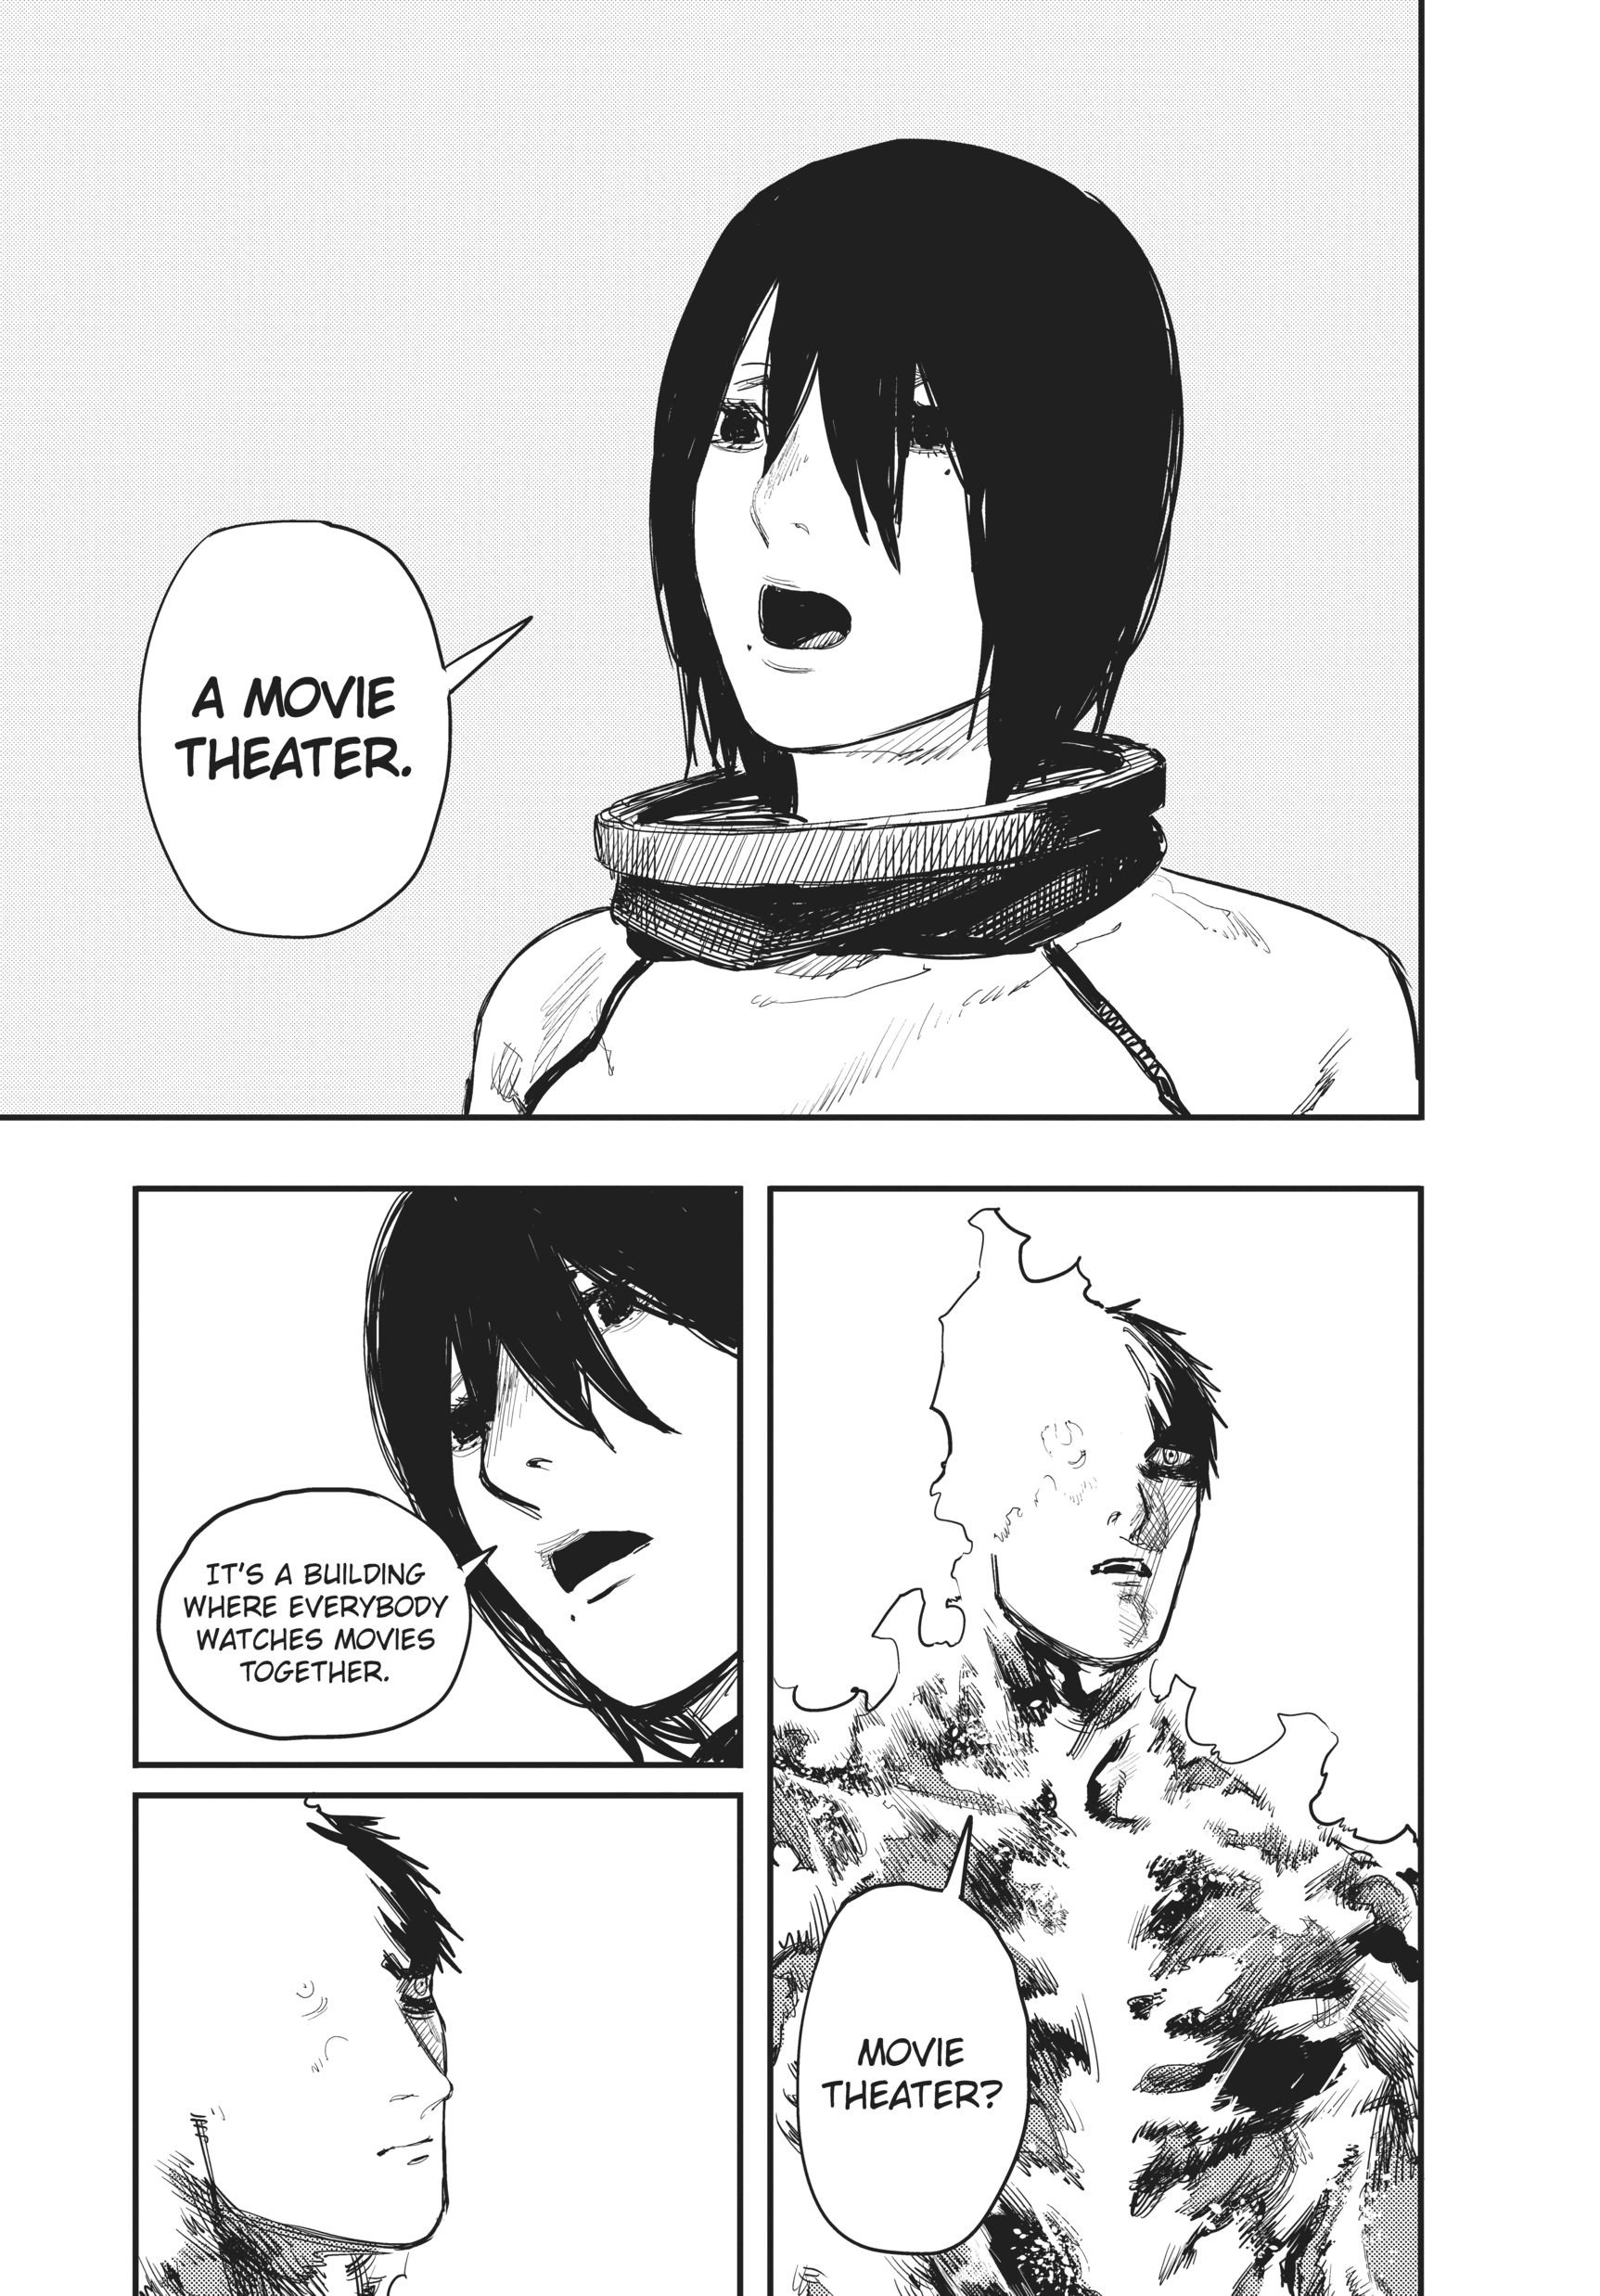 A MOVIE
THEATER.
MOVIE
THEATER?
IT'S A BUILDING
WHERE EVERYBODY
WATCHES MOVIES
TOGETHER.